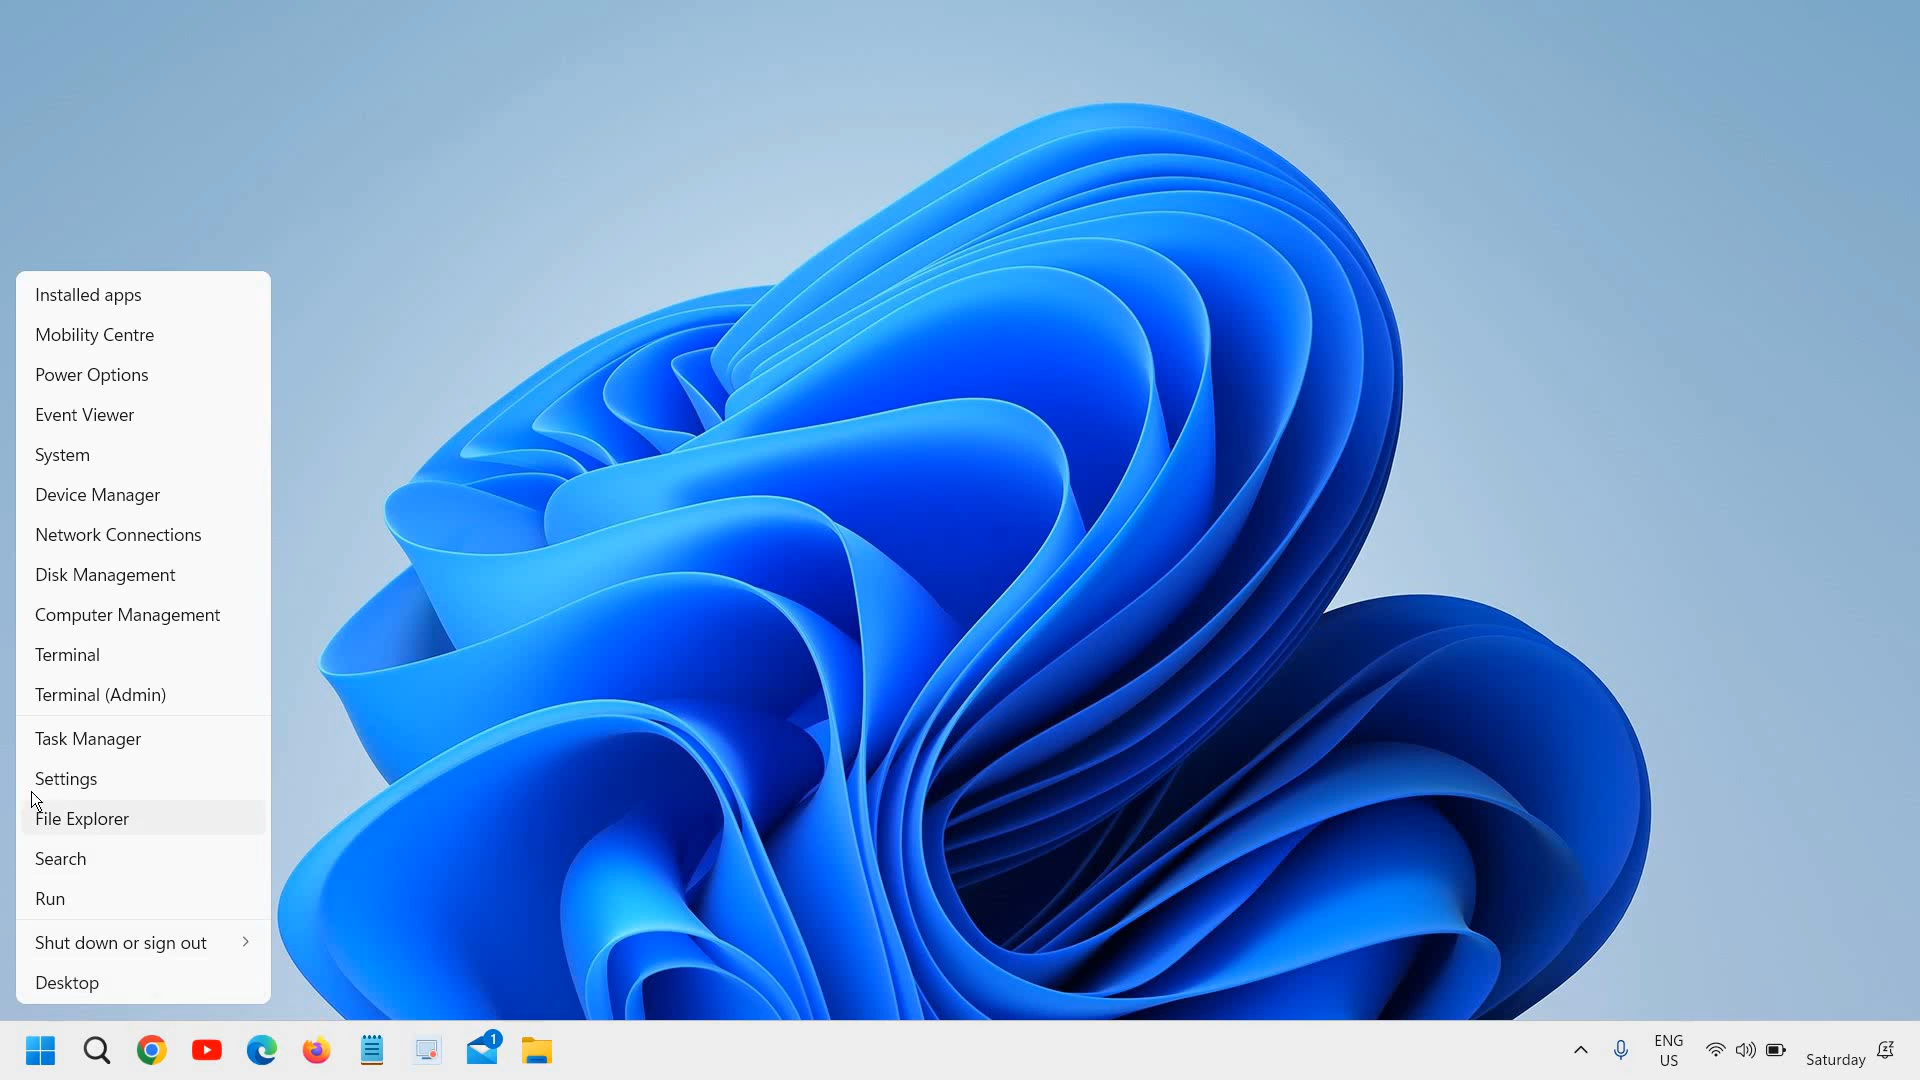 Installed apps
Mobility Centre
Power Options
Event Viewer
System
Device Manager
Network Connections
Disk Management
Computer Management
Terminal
Terminal (Admin)
Task Manager
Settings
File Explorer
Search
Run
Shut down or sign out
Desktop
1
ENG
US
Saturday